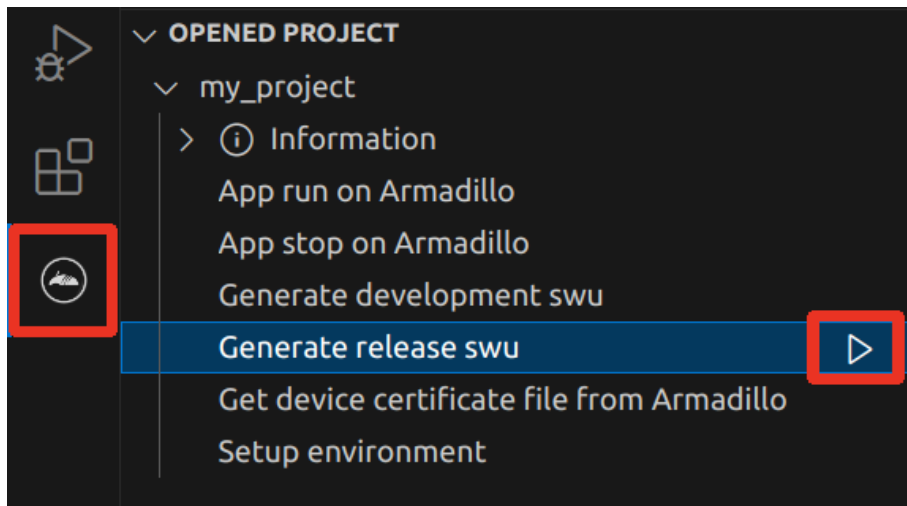 OPENED PROJECT
my_project
Information
App run on Armadillo
App stop on Armadillo
Generate development swu
Generate release swu
Get device certificate file from Armadillo
Setup environment